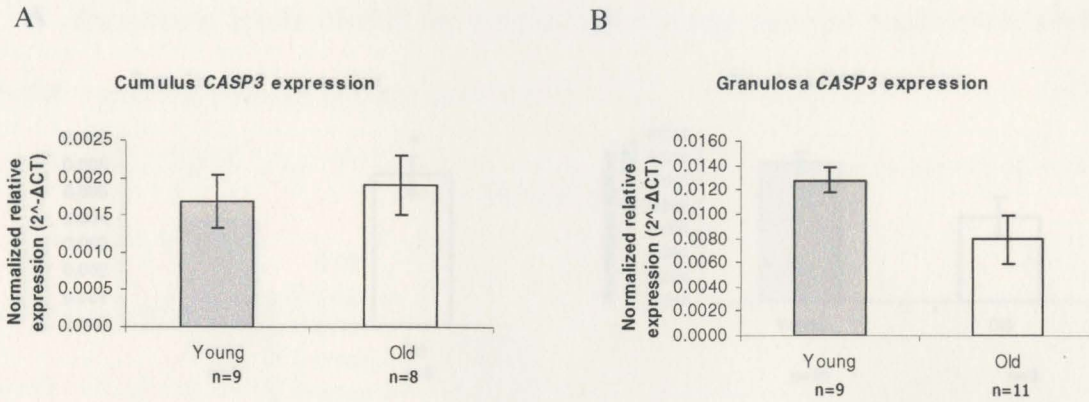 A
Cumulus CASP3 expression
Normalized relative
expression (2^-ΔCT)
0.0025
0.0020
0.0015
0.0010
0.0005
0.0000
Young
Old
n=9
n=8
B
Granulosa CASP3 expression
Normalized relative
expression (2^-ΔCT)
0.0160
0.0140
0.0120
0.0100
0.0080
0.0060
0.0040
0.0020
0.0000
Young
Old
n=9
n=11